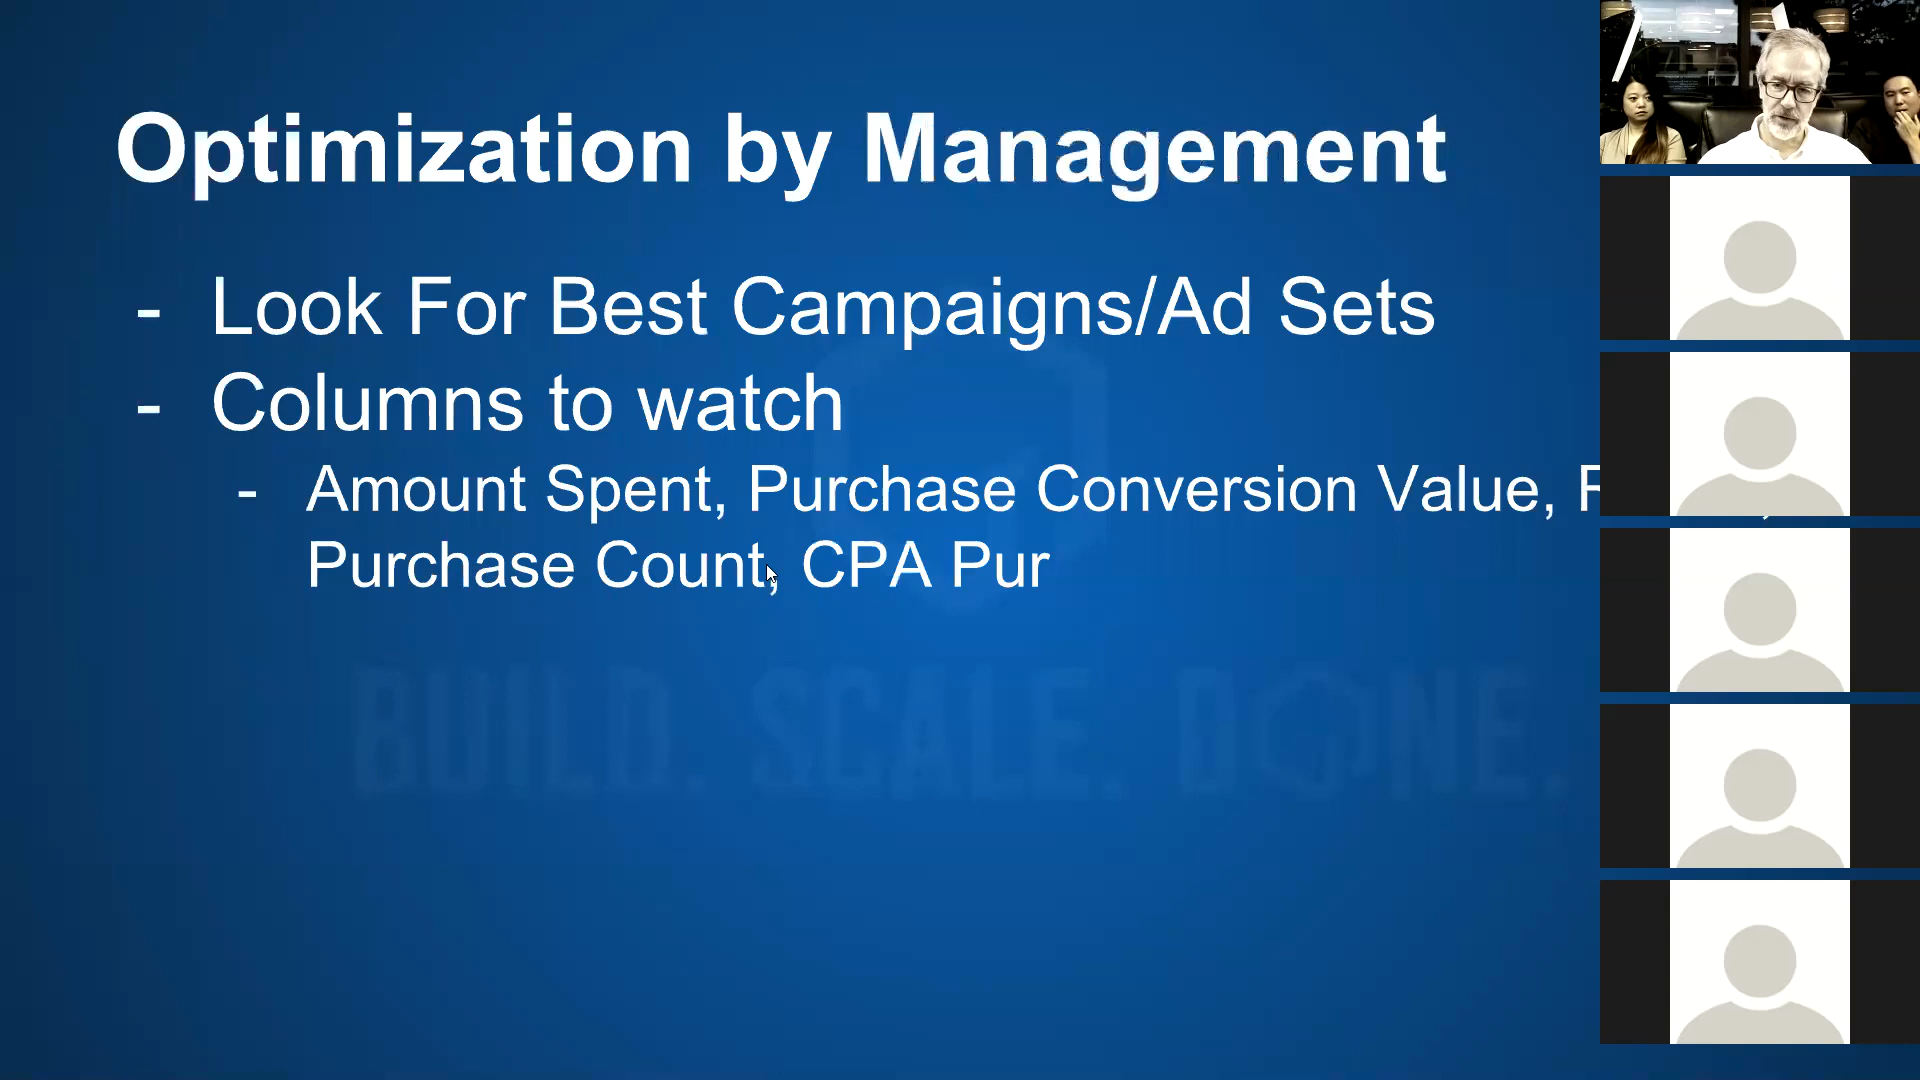 Optimization by Management
- Look For Best Campaigns/Ad Sets
- Columns to watch
- Amount Spent, Purchase Conversion Value,
Purchase Count, CPA Pur
BUILD. SCALE. DONE.